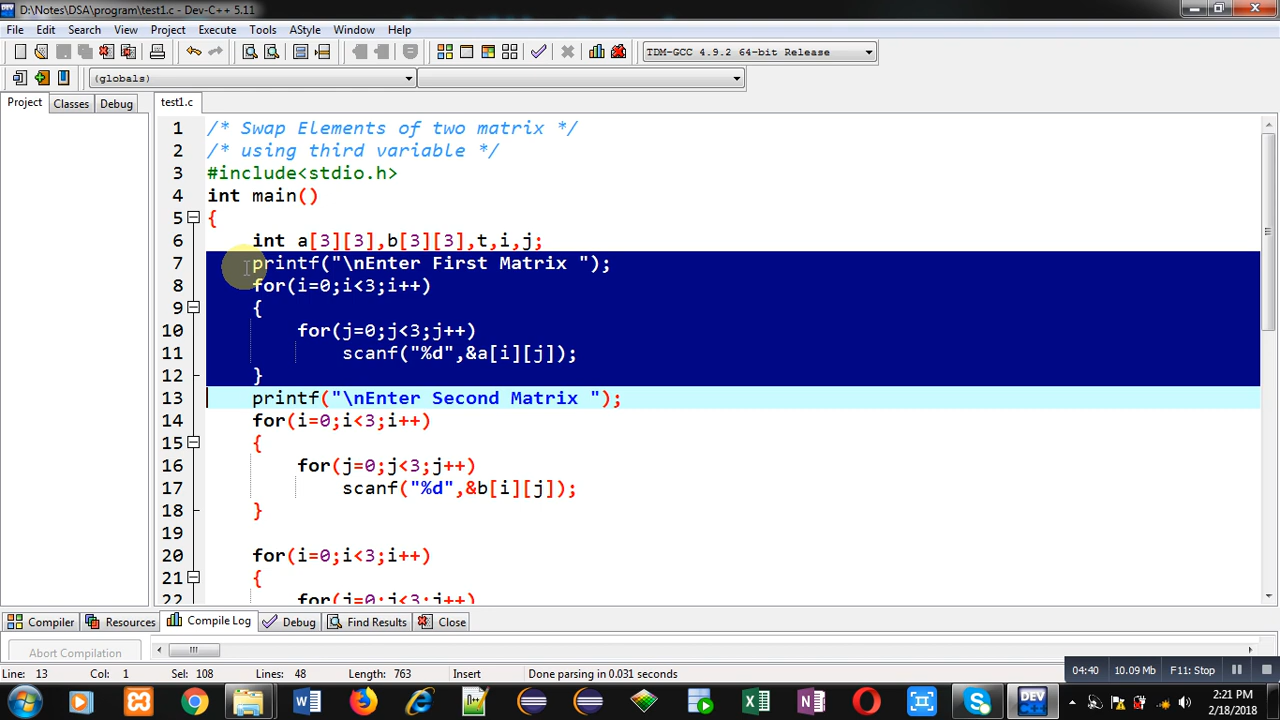 D:\Notes\DSA\program\test1.c - Dev-C++ 5.11
File Edit Search View Project Execute Tools AStyle Window Help
TDM-GCC 4.9.2 64-bit Release
(globals)
Project Classes Debug
test1.c
1 /* Swap Elements of two matrix */
2 /* using third variable */
3 #include<stdio.h>
4 int main()
5 {
6 int a[3][3],b[3][3],t,i,j;
7 printf("\nEnter First Matrix ");
8 for(i=0;i<3;i++)
9 {
10 for(j=0;j<3;j++)
11 scanf("%d",&a[i][j]);
12 }
13 printf("\nEnter Second Matrix ");
14 for(i=0;i<3;i++)
15 {
16 for(j=0;j<3;j++)
17 scanf("%d",&b[i][j]);
18 }
19
20 for(i=0;i<3;i++)
21 {
22 for(j=0;j<3;j++)
Compiler Resources Compile Log Debug Find Results Close
Abort Compilation
Line: 13 Col: 1 Sel: 108 Lines: 48 Length: 763 Insert Done parsing in 0.031 seconds
04:40 10.09 Mb F11: Stop
2:21 PM
2/18/2018